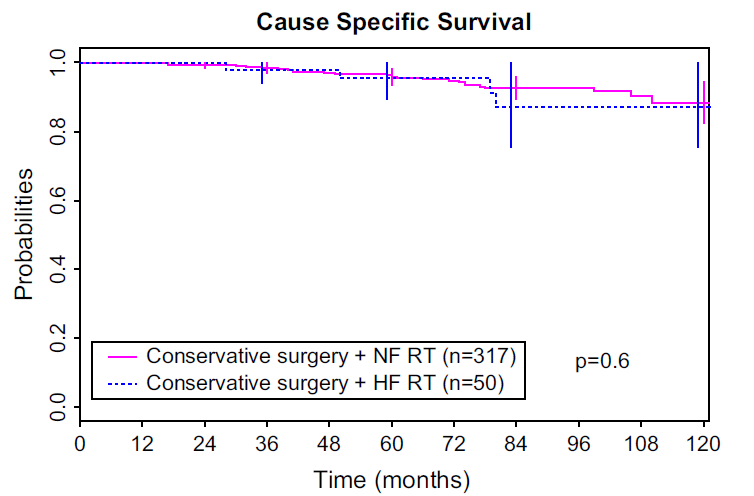 Cause Specific Survival
Probabilities
1.0
0.8
0.6
0.4
0.2
0.0
Conservative surgery + NF RT (n=317)
Conservative surgery + HF RT (n=50)
p=0.6
0 12 24 36 48 60 72 84 96 108 120
Time (months)